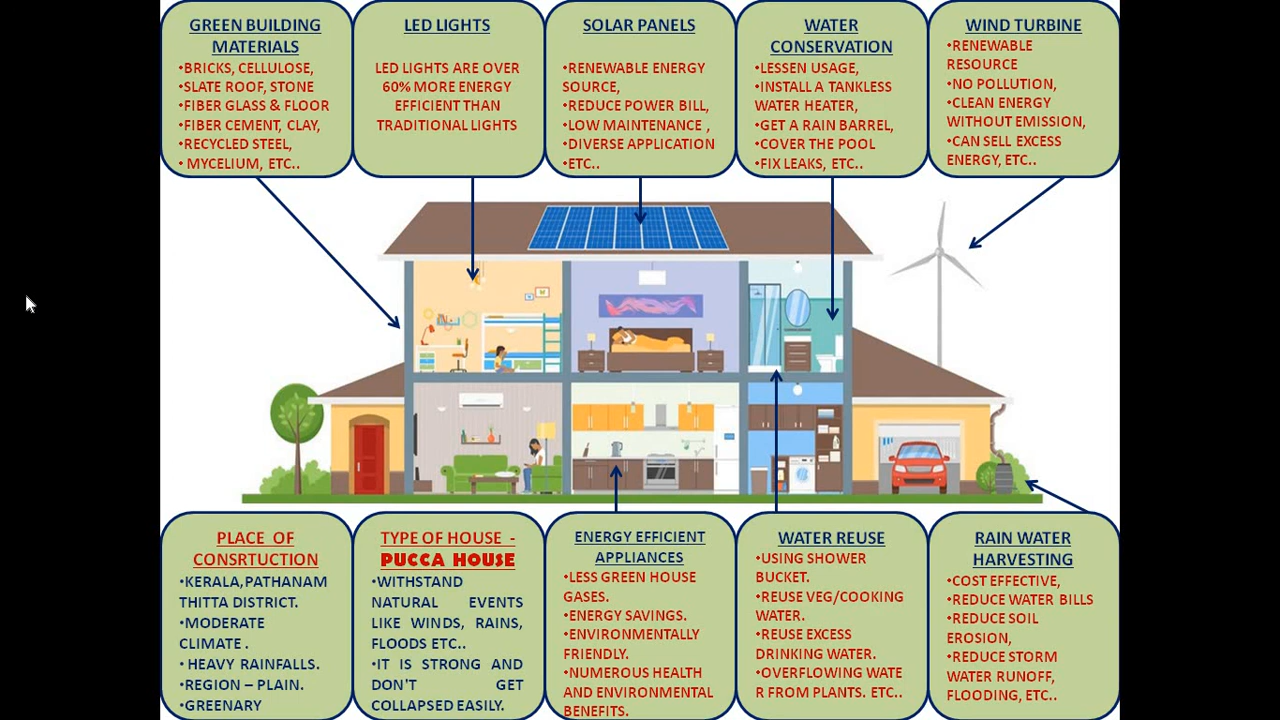 GREEN BUILDING
MATERIALS
•BRICKS, CELLULOSE,
•SLATE ROOF, STONE
•FIBER GLASS & FLOOR
•FIBER CEMENT, CLAY,
•RECYCLED STEEL,
• MYCELIUM, ETC..
LED LIGHTS
LED LIGHTS ARE OVER
60% MORE ENERGY
EFFICIENT THAN
TRADITIONAL LIGHTS
SOLAR PANELS
•RENEWABLE ENERGY
SOURCE,
•REDUCE POWER BILL,
•LOW MAINTENANCE ,
•DIVERSE APPLICATION
•ETC..
WATER
CONSERVATION
•LESSEN USAGE,
•INSTALL A TANKLESS
WATER HEATER,
•GET A RAIN BARREL,
•COVER THE POOL
•FIX LEAKS, ETC..
WIND TURBINE
•RENEWABLE
RESOURCE
•NO POLLUTION,
•CLEAN ENERGY
WITHOUT EMISSION,
•CAN SELL EXCESS
ENERGY, ETC..
PLACE OF
CONSRTUCTION
•KERALA,PATHANAM
THITTA DISTRICT.
•MODERATE
CLIMATE .
• HEAVY RAINFALLS.
•REGION – PLAIN.
•GREENARY
TYPE OF HOUSE -
PUCCA HOUSE
•WITHSTAND
NATURAL EVENTS
LIKE WINDS, RAINS,
FLOODS ETC..
•IT IS STRONG AND
DON'T GET
COLLAPSED EASILY.
ENERGY EFFICIENT
APPLIANCES
•LESS GREEN HOUSE
GASES.
•ENERGY SAVINGS.
•ENVIRONMENTALLY
FRIENDLY.
•NUMEROUS HEALTH
AND ENVIRONMENTAL
BENEFITS.
WATER REUSE
•USING SHOWER
BUCKET.
•REUSE VEG/COOKING
WATER.
•REUSE EXCESS
DRINKING WATER.
•OVERFLOWING WATE
R FROM PLANTS. ETC..
RAIN WATER
HARVESTING
•COST EFFECTIVE,
•REDUCE WATER BILLS
•REDUCE SOIL
EROSION,
•REDUCE STORM
WATER RUNOFF,
FLOODING, ETC..